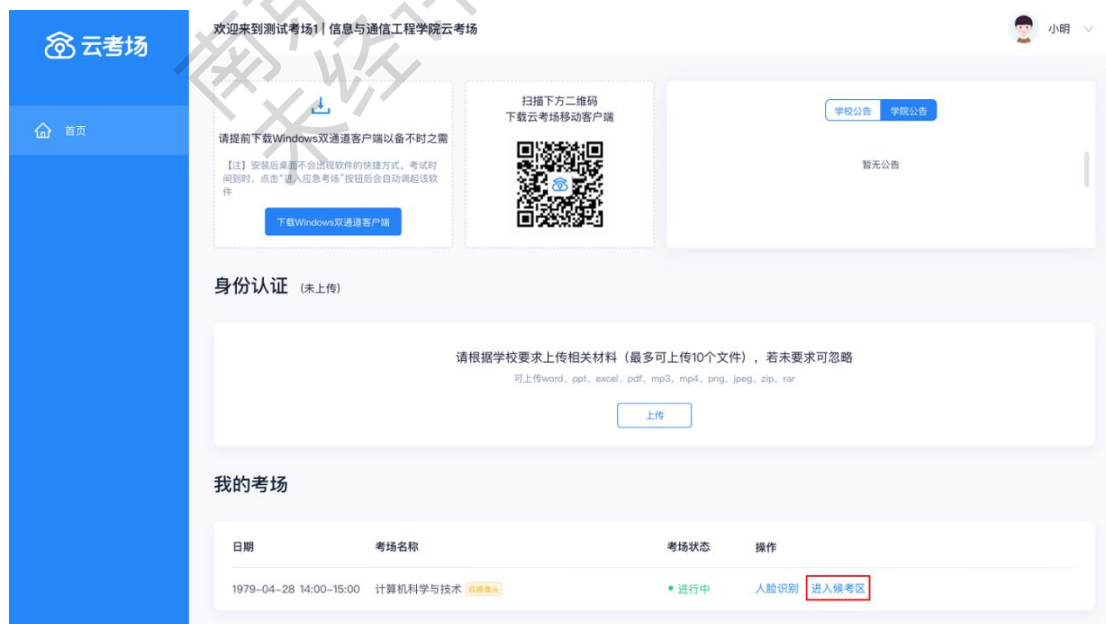 云考场
欢迎来到测试考场1 | 信息与通信工程学院云考场
小明
首页
请提前下载Windows双通道客户端以备不时之需
【注】安装后桌面不会出现软件的快捷方式，考试时
间到时，点击“进入应急考场”按钮后会自动调起该软
件
下载Windows双通道客户端
扫描下方二维码
下载云考场移动客户端
学校公告 学院公告
暂无公告
身份认证 (未上传)
请根据学校要求上传相关材料（最多可上传10个文件），若未要求可忽略
可上传word、ppt、excel、pdf、mp3、mp4、png、jpeg、zip、rar
上传
我的考场
日期 考场名称 考场状态 操作
1979-04-28 14:00-15:00 计算机科学与技术 双摄像头 进行中 人脸识别 进入候考区
未经